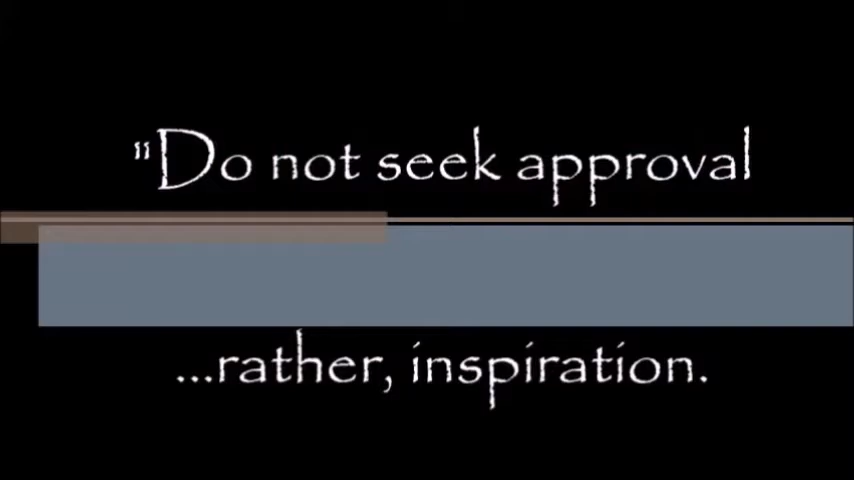 "Do not seek approval
...rather, inspiration.